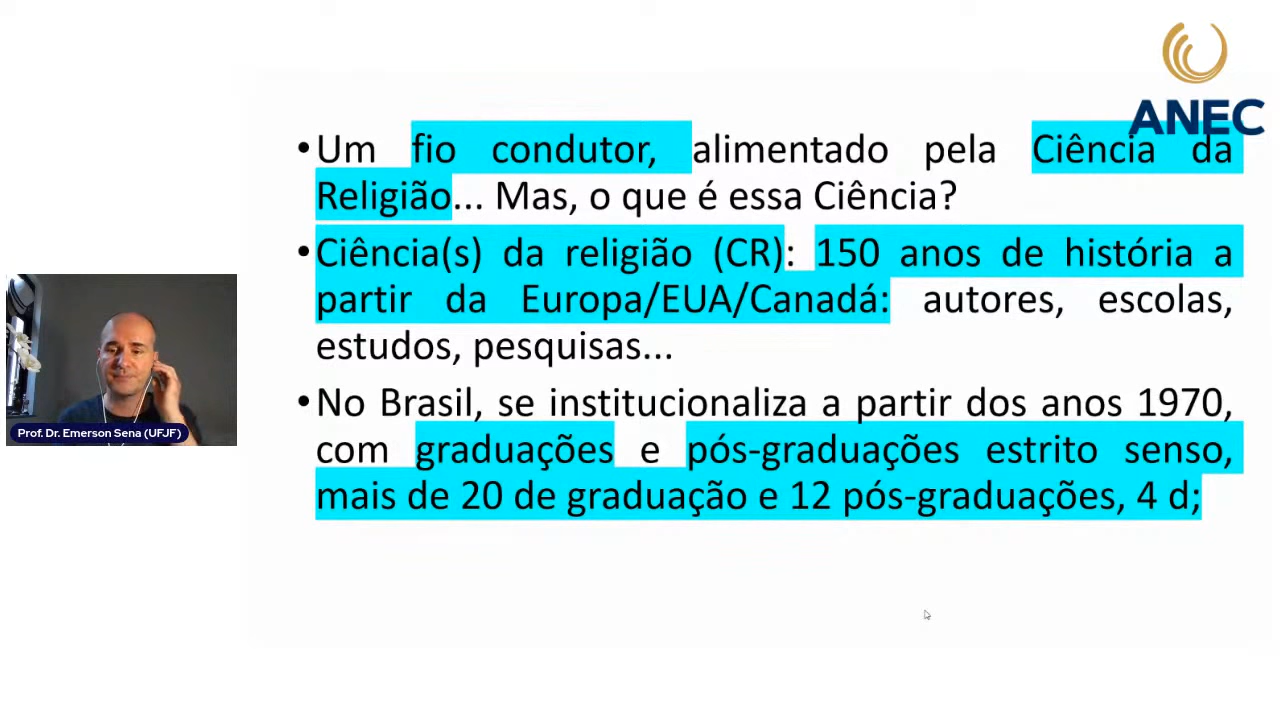 ANEC
•Um fio condutor, alimentado pela Ciência da
Religião... Mas, o que é essa Ciência?
•Ciência(s) da religião (CR): 150 anos de história a
partir da Europa/EUA/Canadá: autores, escolas,
estudos, pesquisas...
•No Brasil, se institucionaliza a partir dos anos 1970,
com graduações e pós-graduações estrito senso,
mais de 20 de graduação e 12 pós-graduações, 4 d;
Prof. Dr. Emerson Sena (UFJF)